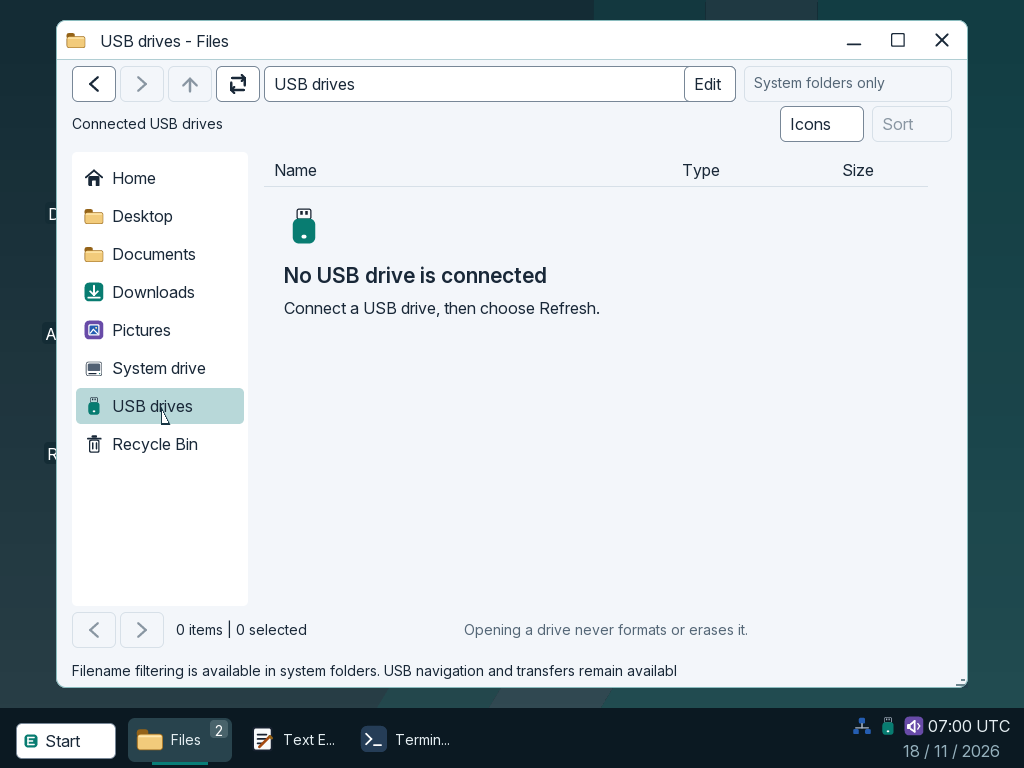 USB drives - Files
USB drives
Edit
System folders only
Connected USB drives
Icons
Sort
Name
Type
Size
Home
Desktop
Documents
Downloads
Pictures
System drive
USB drives
Recycle Bin
No USB drive is connected
Connect a USB drive, then choose Refresh.
0 items | 0 selected
Opening a drive never formats or erases it.
Filename filtering is available in system folders. USB navigation and transfers remain availabl
D
A
R
Start
Files
2
Text E...
Termin...
07:00 UTC
18 / 11 / 2026